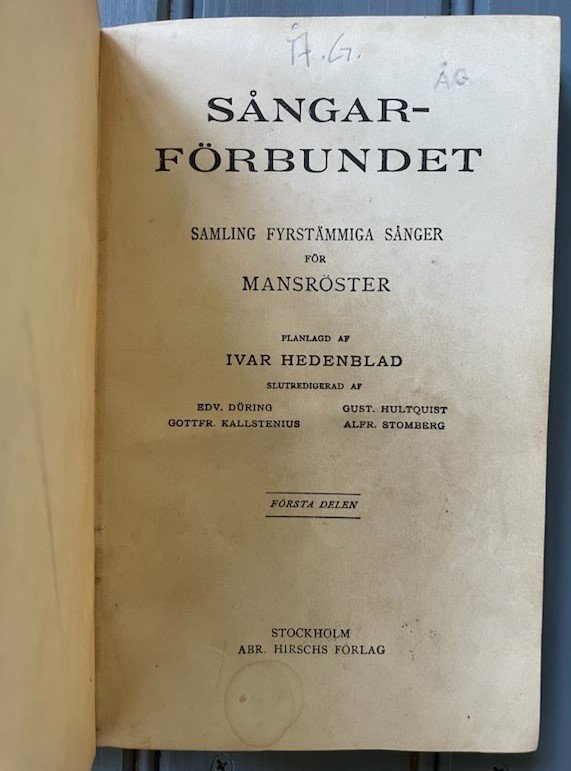 Å.G.
ÅG
SÅNGAR-
FÖRBUNDET
SAMLING FYRSTÄMMIGA SÅNGER
FÖR
MANSRÖSTER
PLANLAGD AF
IVAR HEDENBLAD
SLUTREDIGERAD AF
EDV. DÜRING GUST. HULTQUIST
GOTTFR. KALLSTENIUS ALFR. STOMBERG
FÖRSTA DELEN
STOCKHOLM
ABR. HIRSCHS FÖRLAG